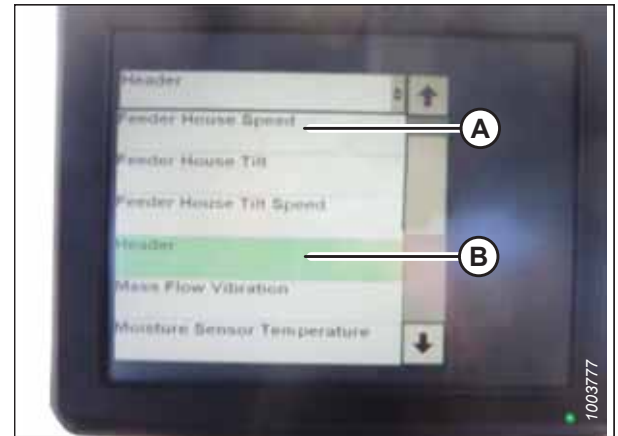 Header
Feeder House Speed
A
Feeder House Tilt
Feeder House Tilt Speed
Header
B
Mass Flow Vibration
Moisture Sensor Temperature
1003777